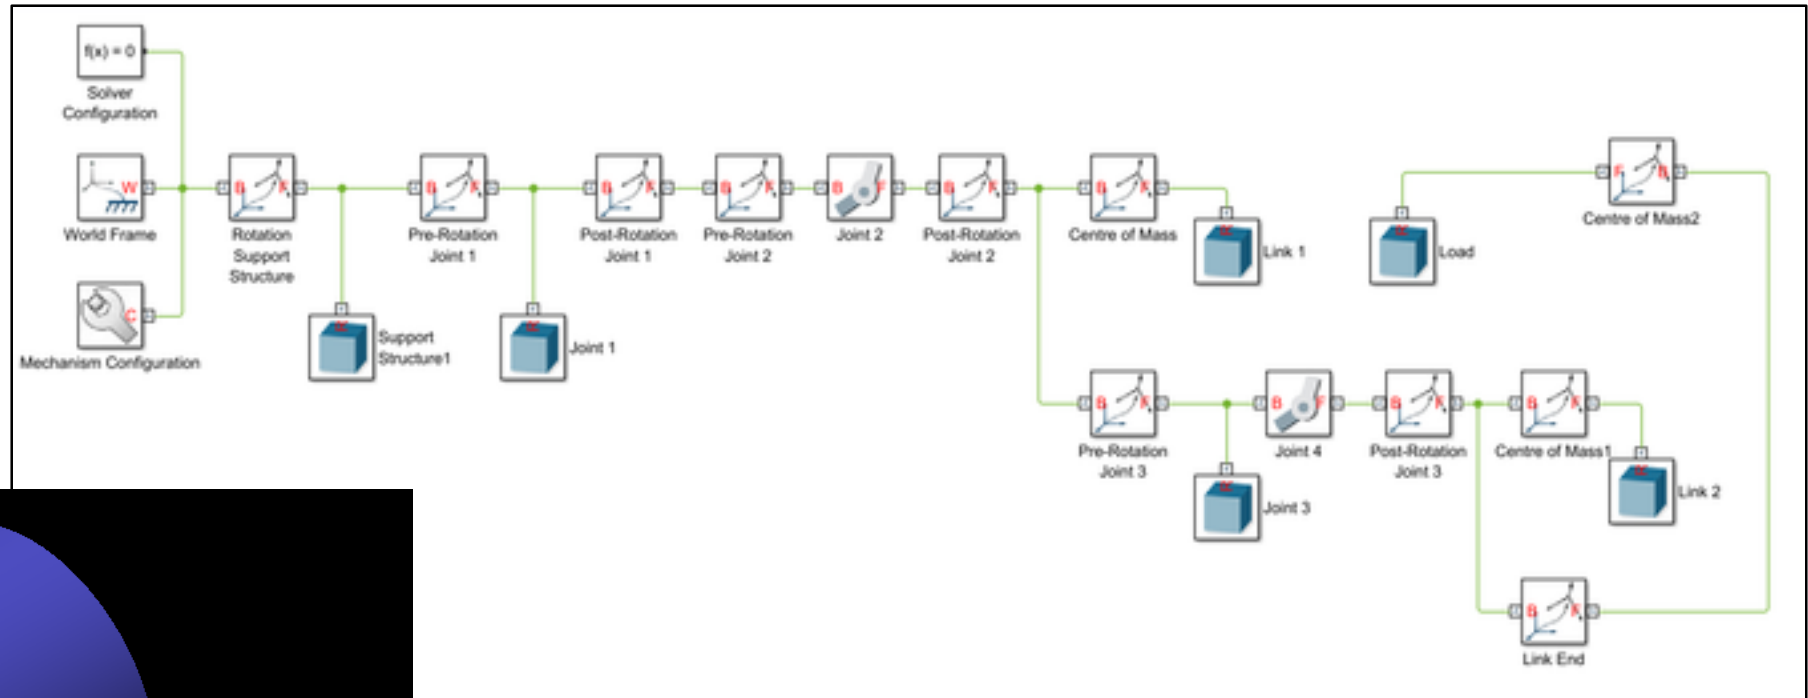 f(x) = 0
Solver
Configuration
W
World Frame
C
Mechanism Configuration
B F
Rotation
Support
Structure
Support
Structure1
B F
Pre-Rotation
Joint 1
Joint 1
B F
Post-Rotation
Joint 1
B F
Pre-Rotation
Joint 2
B F
Joint 2
B F
Post-Rotation
Joint 2
B F
Centre of Mass
Link 1
Load
F B
Centre of Mass2
B F
Pre-Rotation
Joint 3
Joint 3
B F
Joint 4
B F
Post-Rotation
Joint 3
B F
Centre of Mass1
Link 2
B F
Link End